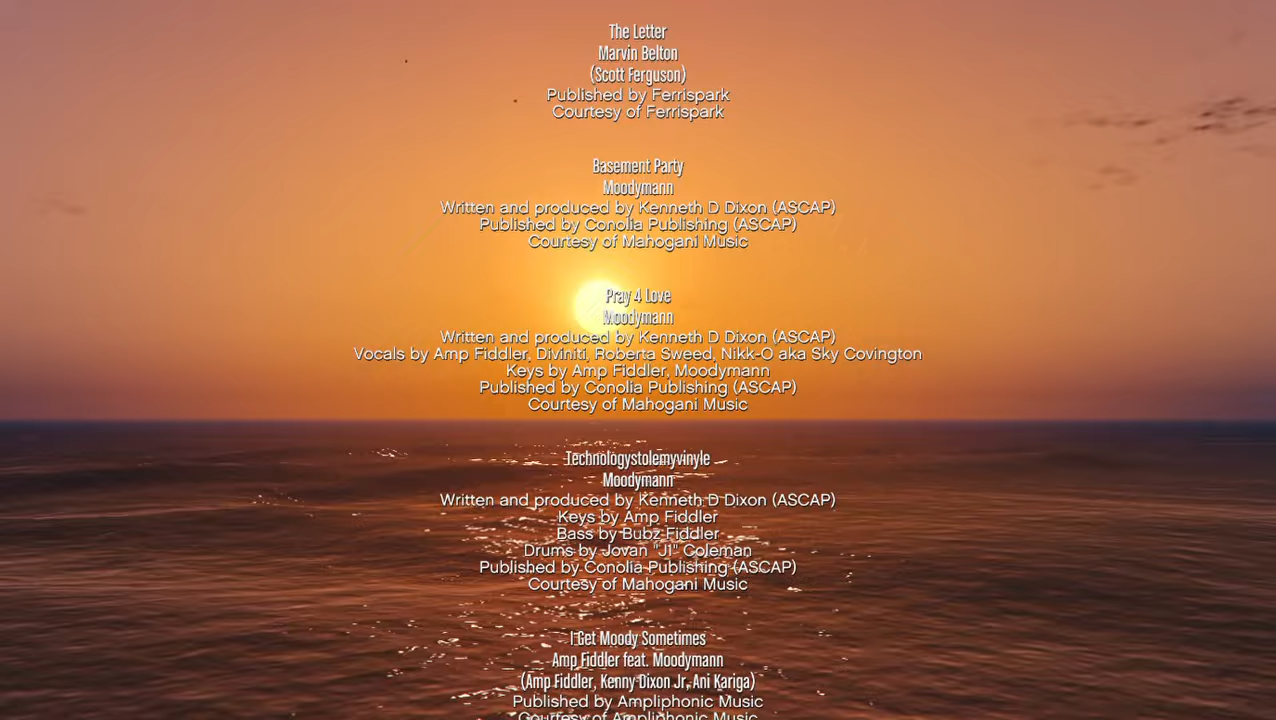 The Letter
Marvin Belton
(Scott Ferguson)
Published by Ferrispark
Courtesy of Ferrispark
Basement Party
Moodymann
Written and produced by Kenneth D Dixon (ASCAP)
Published by Conolia Publishing (ASCAP)
Courtesy of Mahogani Music
Pray 4 Love
Moodymann
Written and produced by Kenneth D Dixon (ASCAP)
Vocals by Amp Fiddler, Diviniti, Roberta Sweed, Nikk-O aka Sky Covington
Keys by Amp Fiddler, Moodymann
Published by Conolia Publishing (ASCAP)
Courtesy of Mahogani Music
Technologystolemyvinyle
Moodymann
Written and produced by Kenneth D Dixon (ASCAP)
Keys by Amp Fiddler
Bass by Bubz Fiddler
Drums by Jovan "J1" Coleman
Published by Conolia Publishing (ASCAP)
Courtesy of Mahogani Music
I Get Moody Sometimes
Amp Fiddler feat. Moodymann
(Amp Fiddler, Kenny Dixon Jr, Ani Kariga)
Published by Ampliphonic Music
Courtesy of Ampliphonic Music